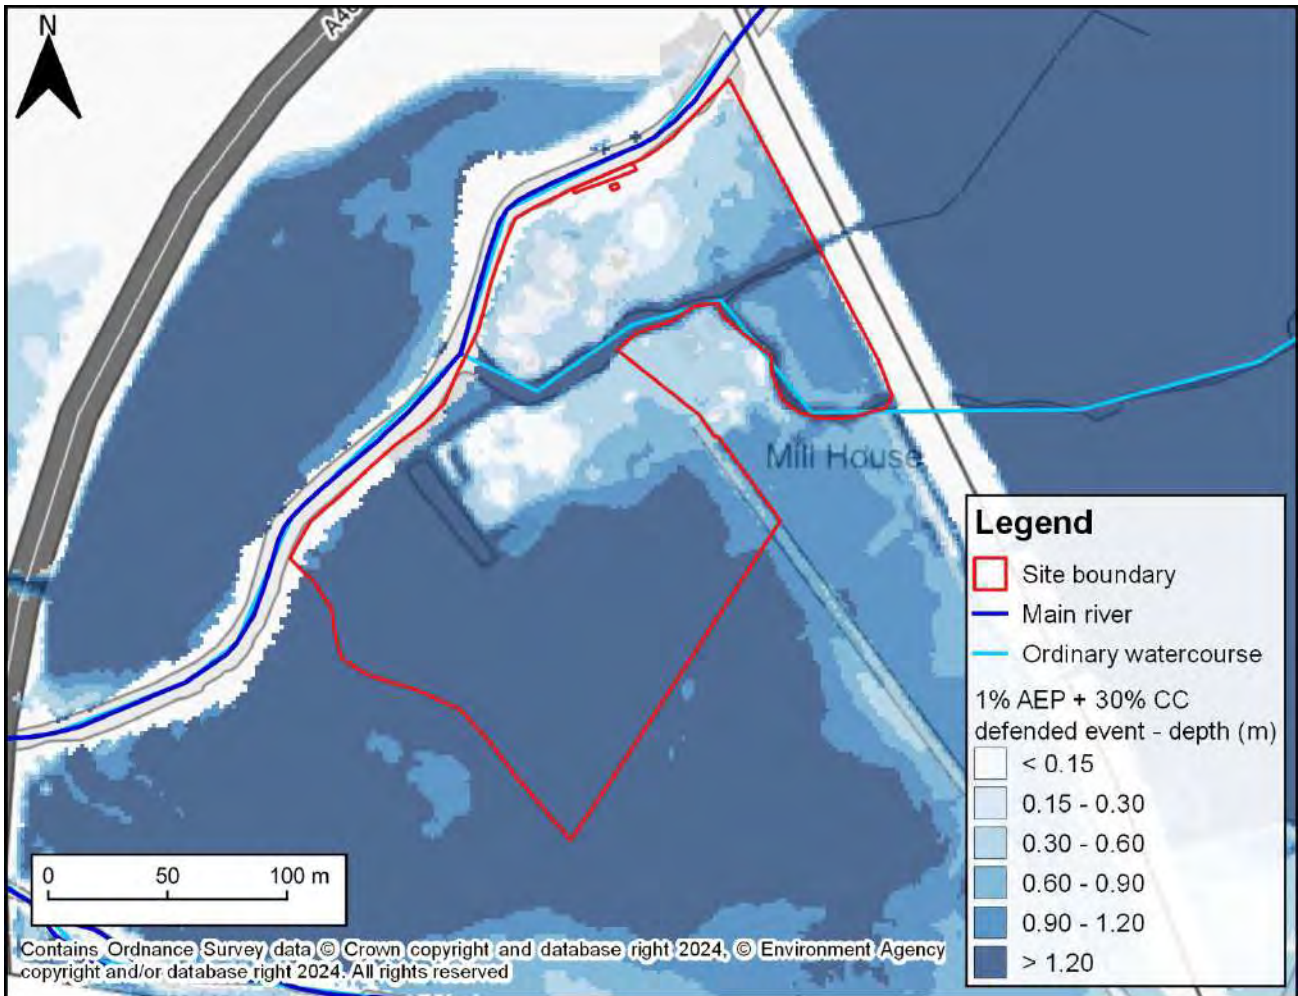 N
Mill House
Legend
Site boundary
Main river
Ordinary watercourse
1% AEP + 30% CC
defended event - depth (m)
< 0.15
0.15 - 0.30
0.30 - 0.60
0.60 - 0.90
0.90 - 1.20
> 1.20
0 50 100 m
Contains Ordnance Survey data © Crown copyright and database right 2024, © Environment Agency
copyright and/or database right 2024. All rights reserved